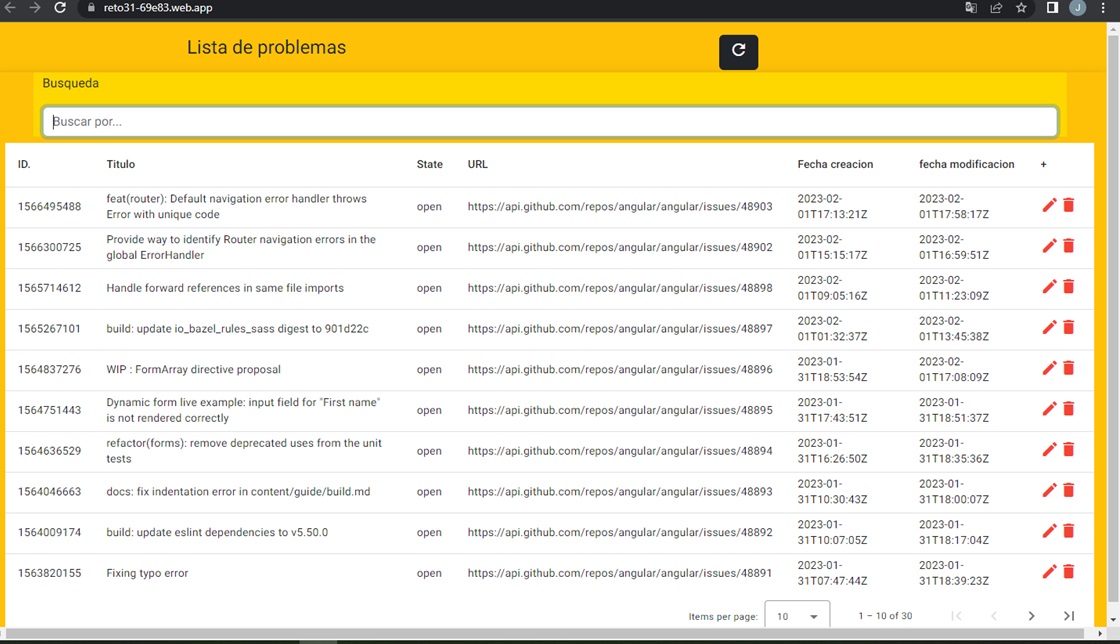 reto31-69e83.web.app
J
Lista de problemas
Busqueda
Buscar por...
ID. Titulo State URL Fecha creacion fecha modificacion +
1566495488 feat(router): Default navigation error handler throws open https://api.github.com/repos/angular/angular/issues/48903 2023-02- 2023-02-
Error with unique code 01T17:13:21Z 01T17:58:17Z
1566300725 Provide way to identify Router navigation errors in the open https://api.github.com/repos/angular/angular/issues/48902 2023-02- 2023-02-
global ErrorHandler 01T15:15:17Z 01T16:59:51Z
1565714612 Handle forward references in same file imports open https://api.github.com/repos/angular/angular/issues/48898 2023-02- 2023-02-
01T09:05:16Z 01T11:23:09Z
1565267101 build: update io_bazel_rules_sass digest to 901d22c open https://api.github.com/repos/angular/angular/issues/48897 2023-02- 2023-02-
01T01:32:37Z 01T13:45:38Z
1564837276 WIP : FormArray directive proposal open https://api.github.com/repos/angular/angular/issues/48896 2023-01- 2023-02-
31T18:53:54Z 01T17:08:09Z
1564751443 Dynamic form live example: input field for "First name" open https://api.github.com/repos/angular/angular/issues/48895 2023-01- 2023-01-
is not rendered correctly 31T17:43:51Z 31T18:51:37Z
1564636529 refactor(forms): remove deprecated uses from the unit open https://api.github.com/repos/angular/angular/issues/48894 2023-01- 2023-01-
tests 31T16:26:50Z 31T18:35:36Z
1564046663 docs: fix indentation error in content/guide/build.md open https://api.github.com/repos/angular/angular/issues/48893 2023-01- 2023-01-
31T10:30:43Z 31T18:00:07Z
1564009174 build: update eslint dependencies to v5.50.0 open https://api.github.com/repos/angular/angular/issues/48892 2023-01- 2023-01-
31T10:07:05Z 31T18:17:04Z
1563820155 Fixing typo error open https://api.github.com/repos/angular/angular/issues/48891 2023-01- 2023-01-
31T07:47:44Z 31T18:39:23Z
Items per page: 10 1 – 10 of 30